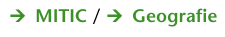 → MITIC / → Geografie